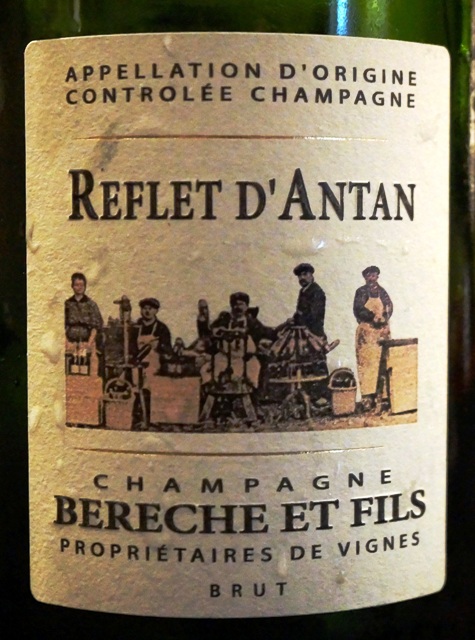 APPELLATION D'ORIGINE
CONTROLÉE CHAMPAGNE
REFLET D'ANTAN
CHAMPAGNE
BERECHE ET FILS
PROPRIÉTAIRES DE VIGNES
BRUT